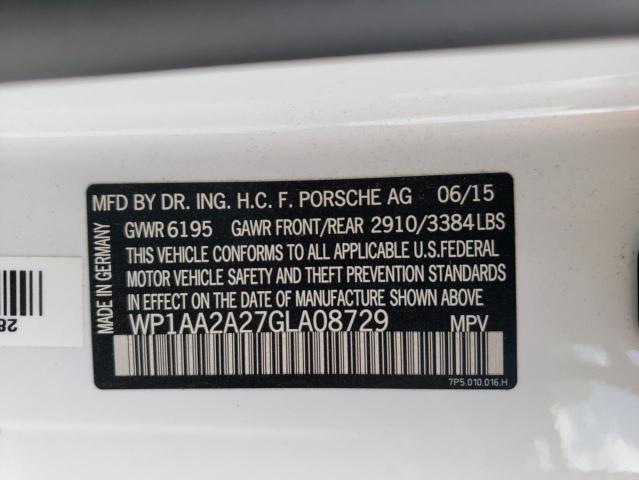 MFD BY DR. ING. H.C. F. PORSCHE AG 06/15
GVWR 6195 GAWR FRONT/REAR 2910/3384LBS
THIS VEHICLE CONFORMS TO ALL APPLICABLE U.S.FEDERAL
MOTOR VEHICLE SAFETY AND THEFT PREVENTION STANDARDS
IN EFFECT ON THE DATE OF MANUFACTURE SHOWN ABOVE.
WP1AA2A27GLA08729 MPV
7P5.010.016.H
MADE IN GERMANY
28